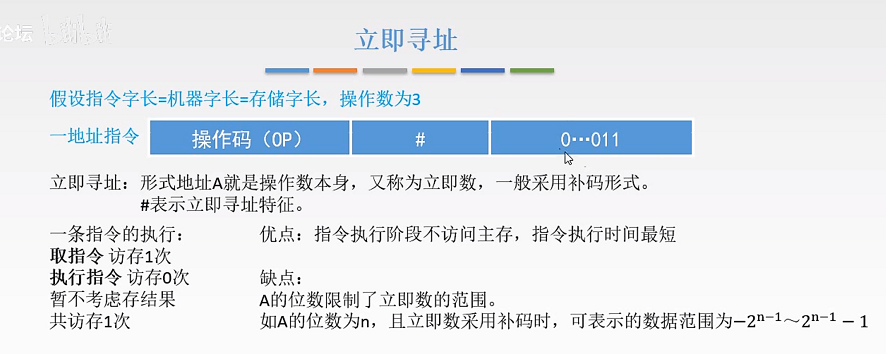 论坛
立即寻址
假设指令字长=机器字长=存储字长，操作数为3
一地址指令 操作码（OP） # 0…011
立即寻址：形式地址A就是操作数本身，又称为立即数，一般采用补码形式。
#表示立即寻址特征。
一条指令的执行：
取指令 访存1次
执行指令 访存0次
暂不考虑存结果
共访存1次
优点：指令执行阶段不访问主存，指令执行时间最短
缺点：
A的位数限制了立即数的范围。
如A的位数为n，且立即数采用补码时，可表示的数据范围为−2ⁿ⁻¹～2ⁿ⁻¹ − 1